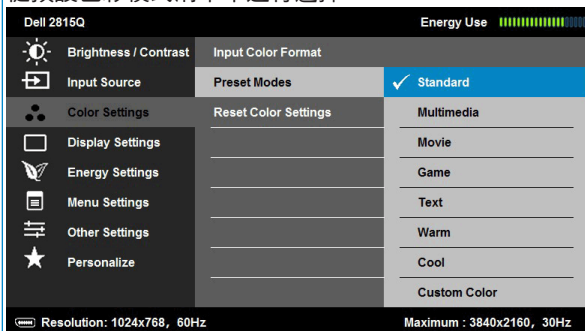 Dell 2815Q
Energy Use
Brightness / Contrast
Input Source
Color Settings
Display Settings
Energy Settings
Menu Settings
Other Settings
Personalize
Input Color Format
Preset Modes
Reset Color Settings
Standard
Multimedia
Movie
Game
Text
Warm
Cool
Custom Color
Resolution: 1024x768, 60Hz
Maximum : 3840x2160, 30Hz